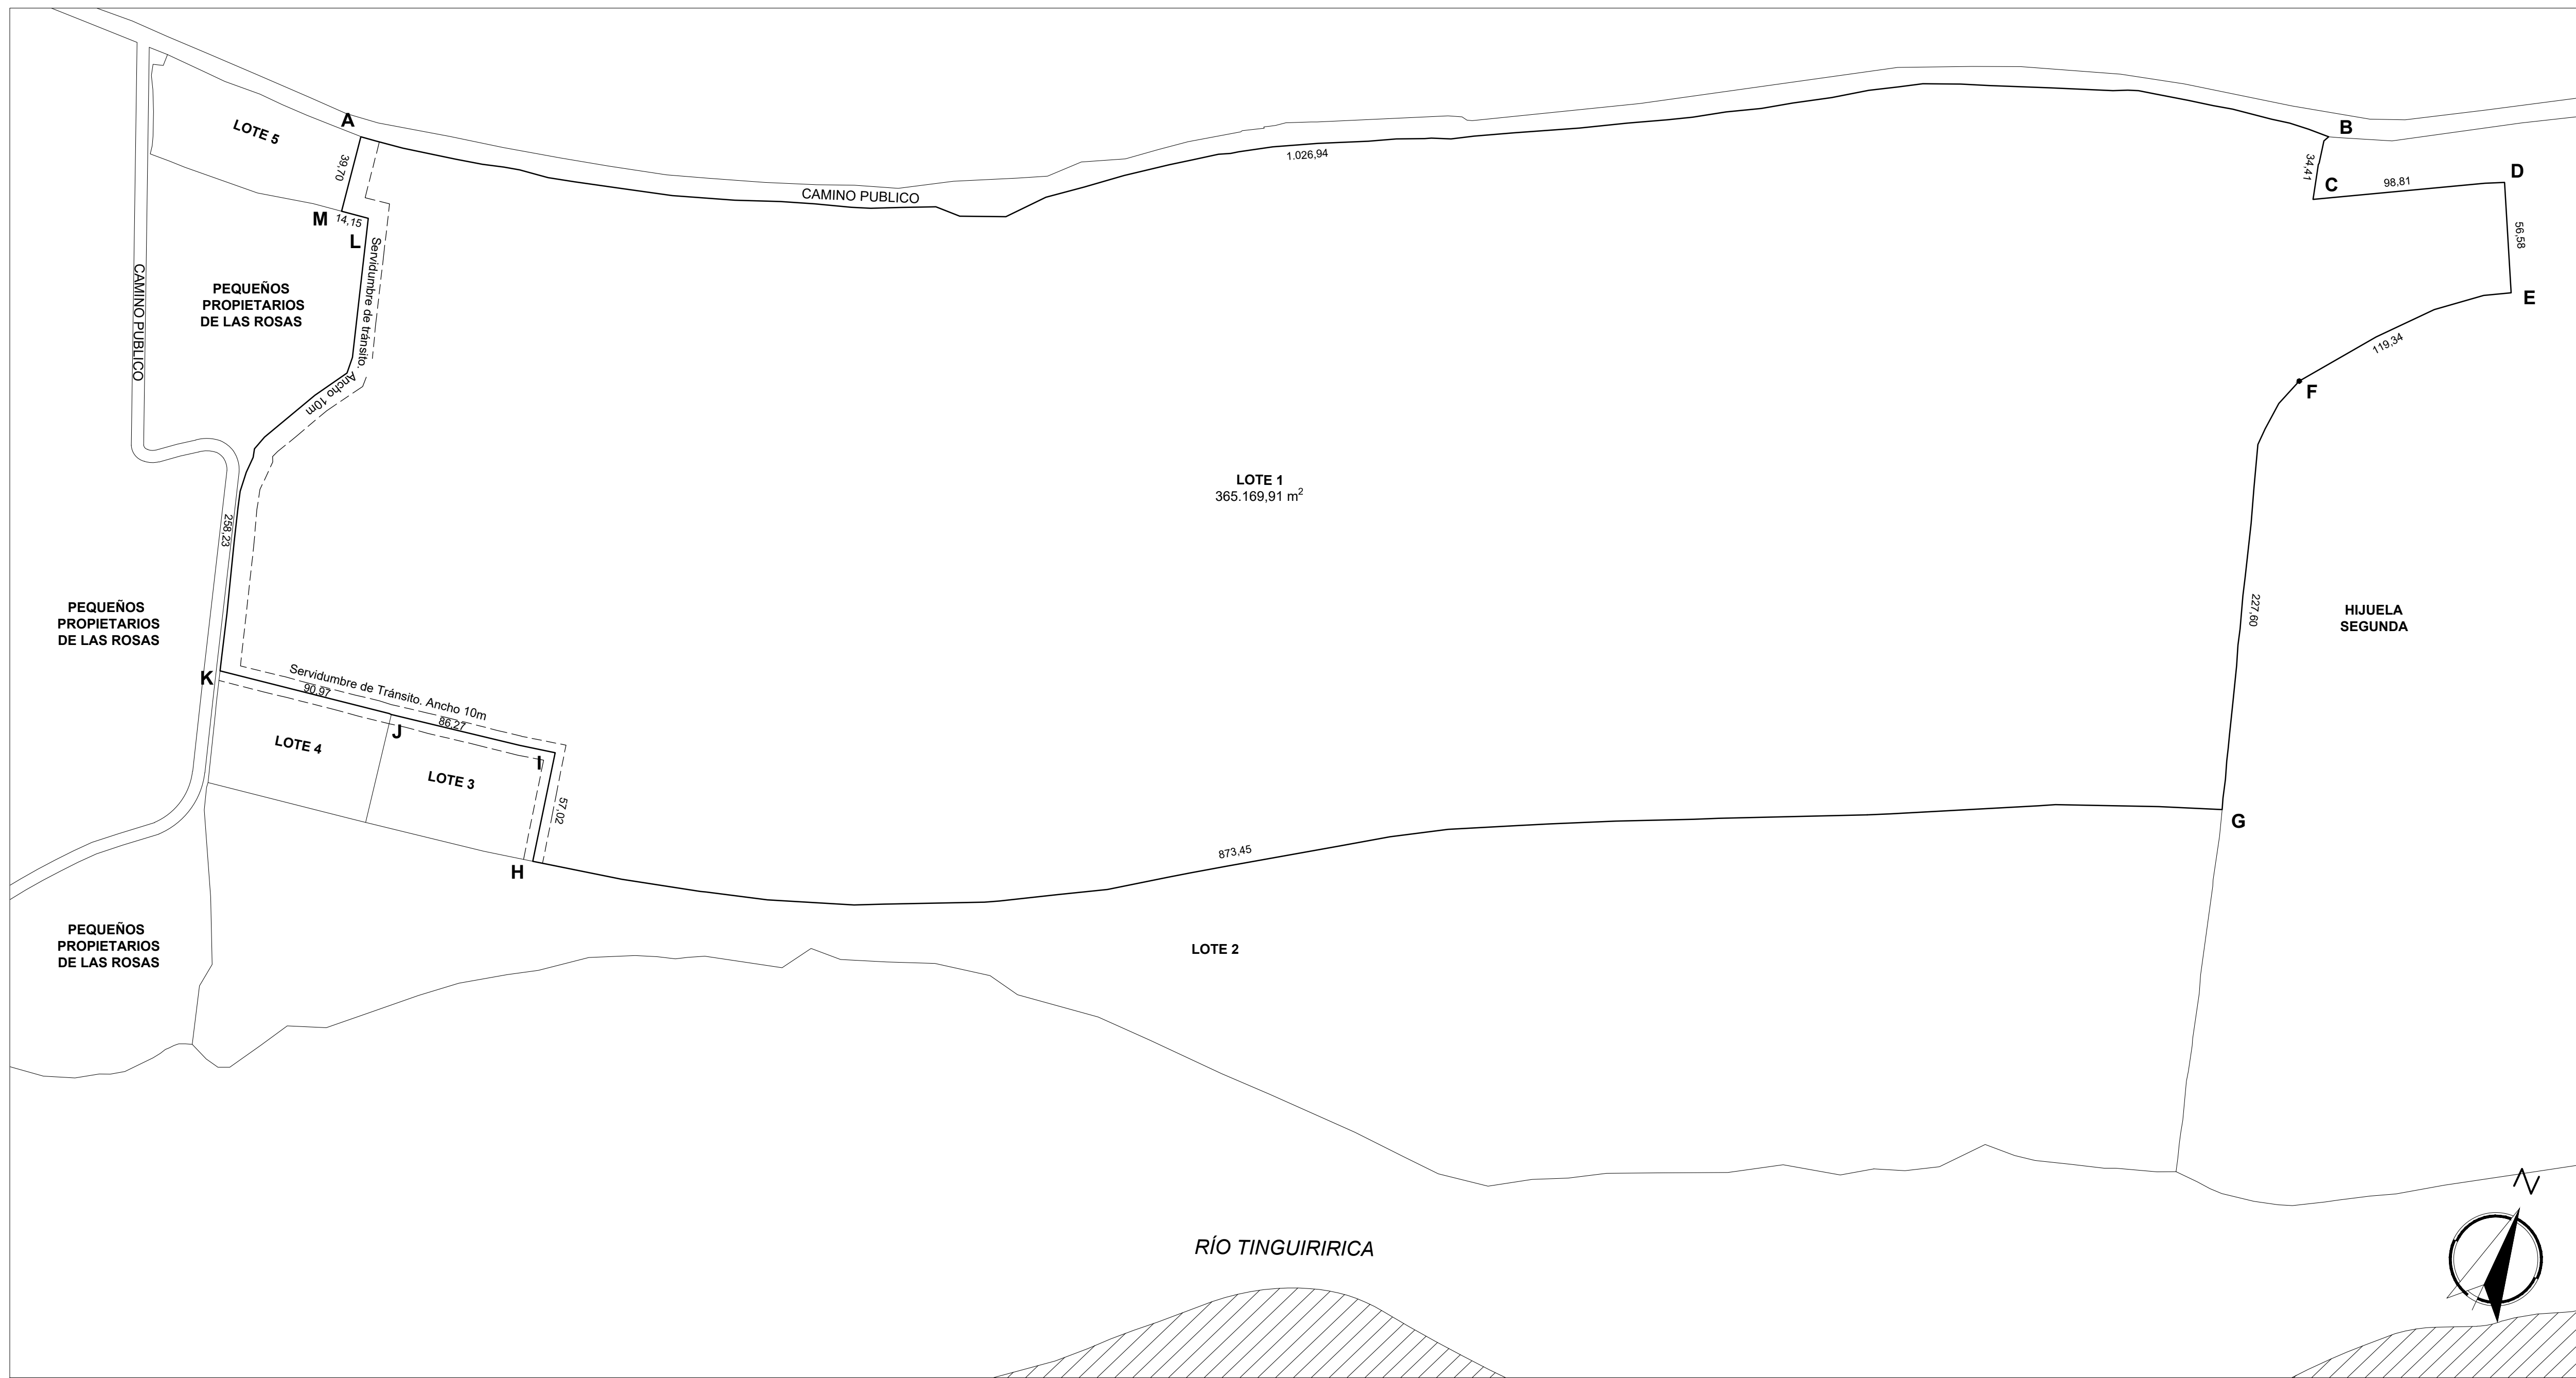 A
B
LOTE 5
39,70
1.026,94
34,41
C
98,81
D
CAMINO PUBLICO
M
14,15
L
56,58
Servidumbre de tránsito. Ancho 10m
E
PEQUEÑOS
PROPIETARIOS
DE LAS ROSAS
CAMINO PUBLICO
119,34
F
LOTE 1
365.169,91 m2
258,23
227,60
PEQUEÑOS
PROPIETARIOS
DE LAS ROSAS
HIJUELA
SEGUNDA
K
Servidumbre de Tránsito. Ancho 10m
90,97
86,27
J
LOTE 4
I
LOTE 3
57,02
G
873,45
H
PEQUEÑOS
PROPIETARIOS
DE LAS ROSAS
LOTE 2
N
RÍO TINGUIRIRICA